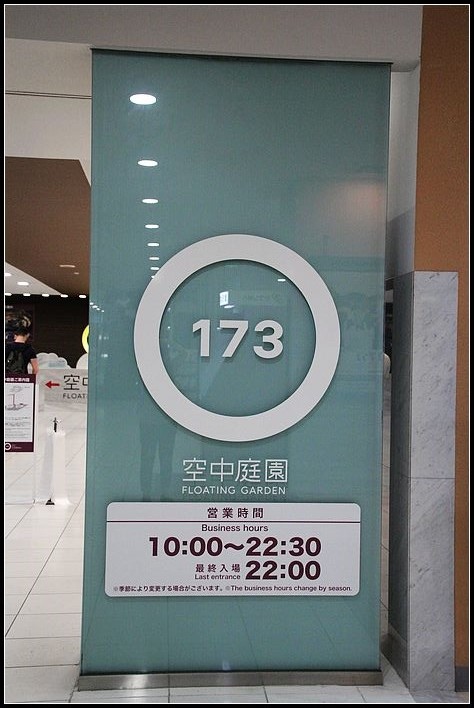 173
空中庭園
FLOATING GARDEN
営業時間
Business hours
10:00～22:30
最終入場 22:00
Last entrance
※季節により変更する場合がございます。※The business hours change by season.
← 空中
FLOAT